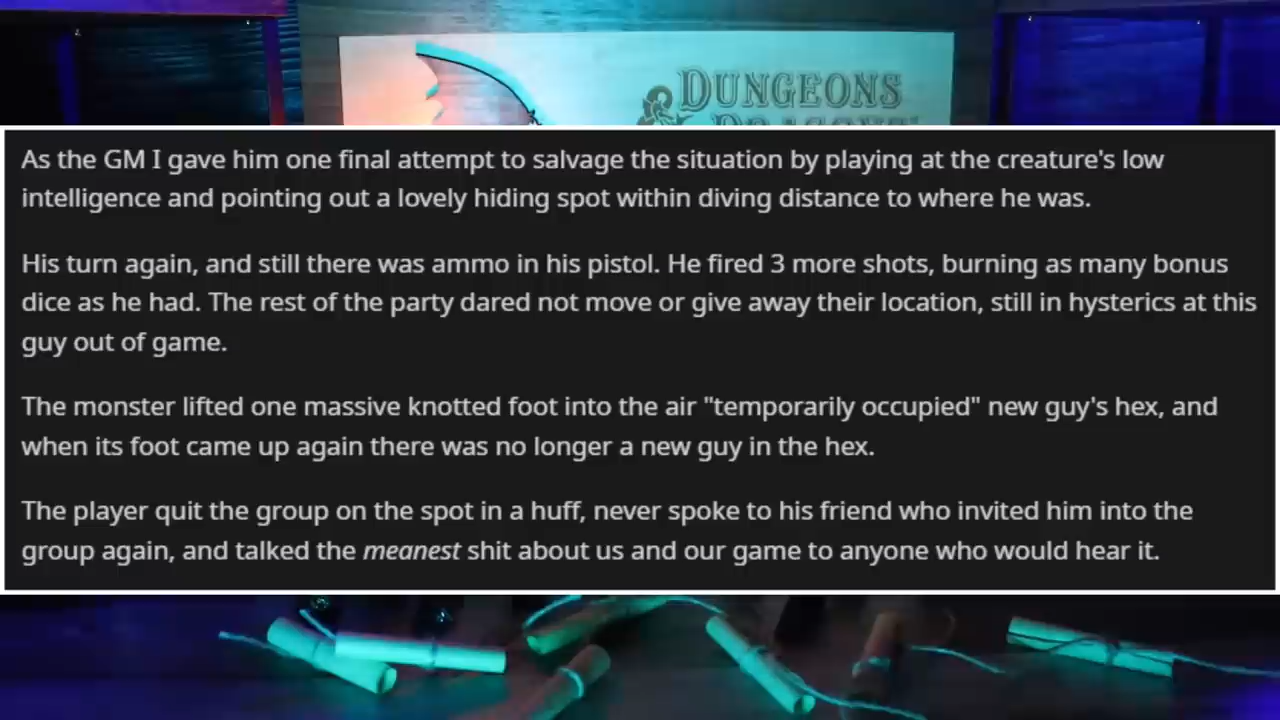 DUNGEONS
DRAGONS
As the GM I gave him one final attempt to salvage the situation by playing at the creature's low
intelligence and pointing out a lovely hiding spot within diving distance to where he was.
His turn again, and still there was ammo in his pistol. He fired 3 more shots, burning as many bonus
dice as he had. The rest of the party dared not move or give away their location, still in hysterics at this
guy out of game.
The monster lifted one massive knotted foot into the air "temporarily occupied" new guy's hex, and
when its foot came up again there was no longer a new guy in the hex.
The player quit the group on the spot in a huff, never spoke to his friend who invited him into the
group again, and talked the meanest shit about us and our game to anyone who would hear it.